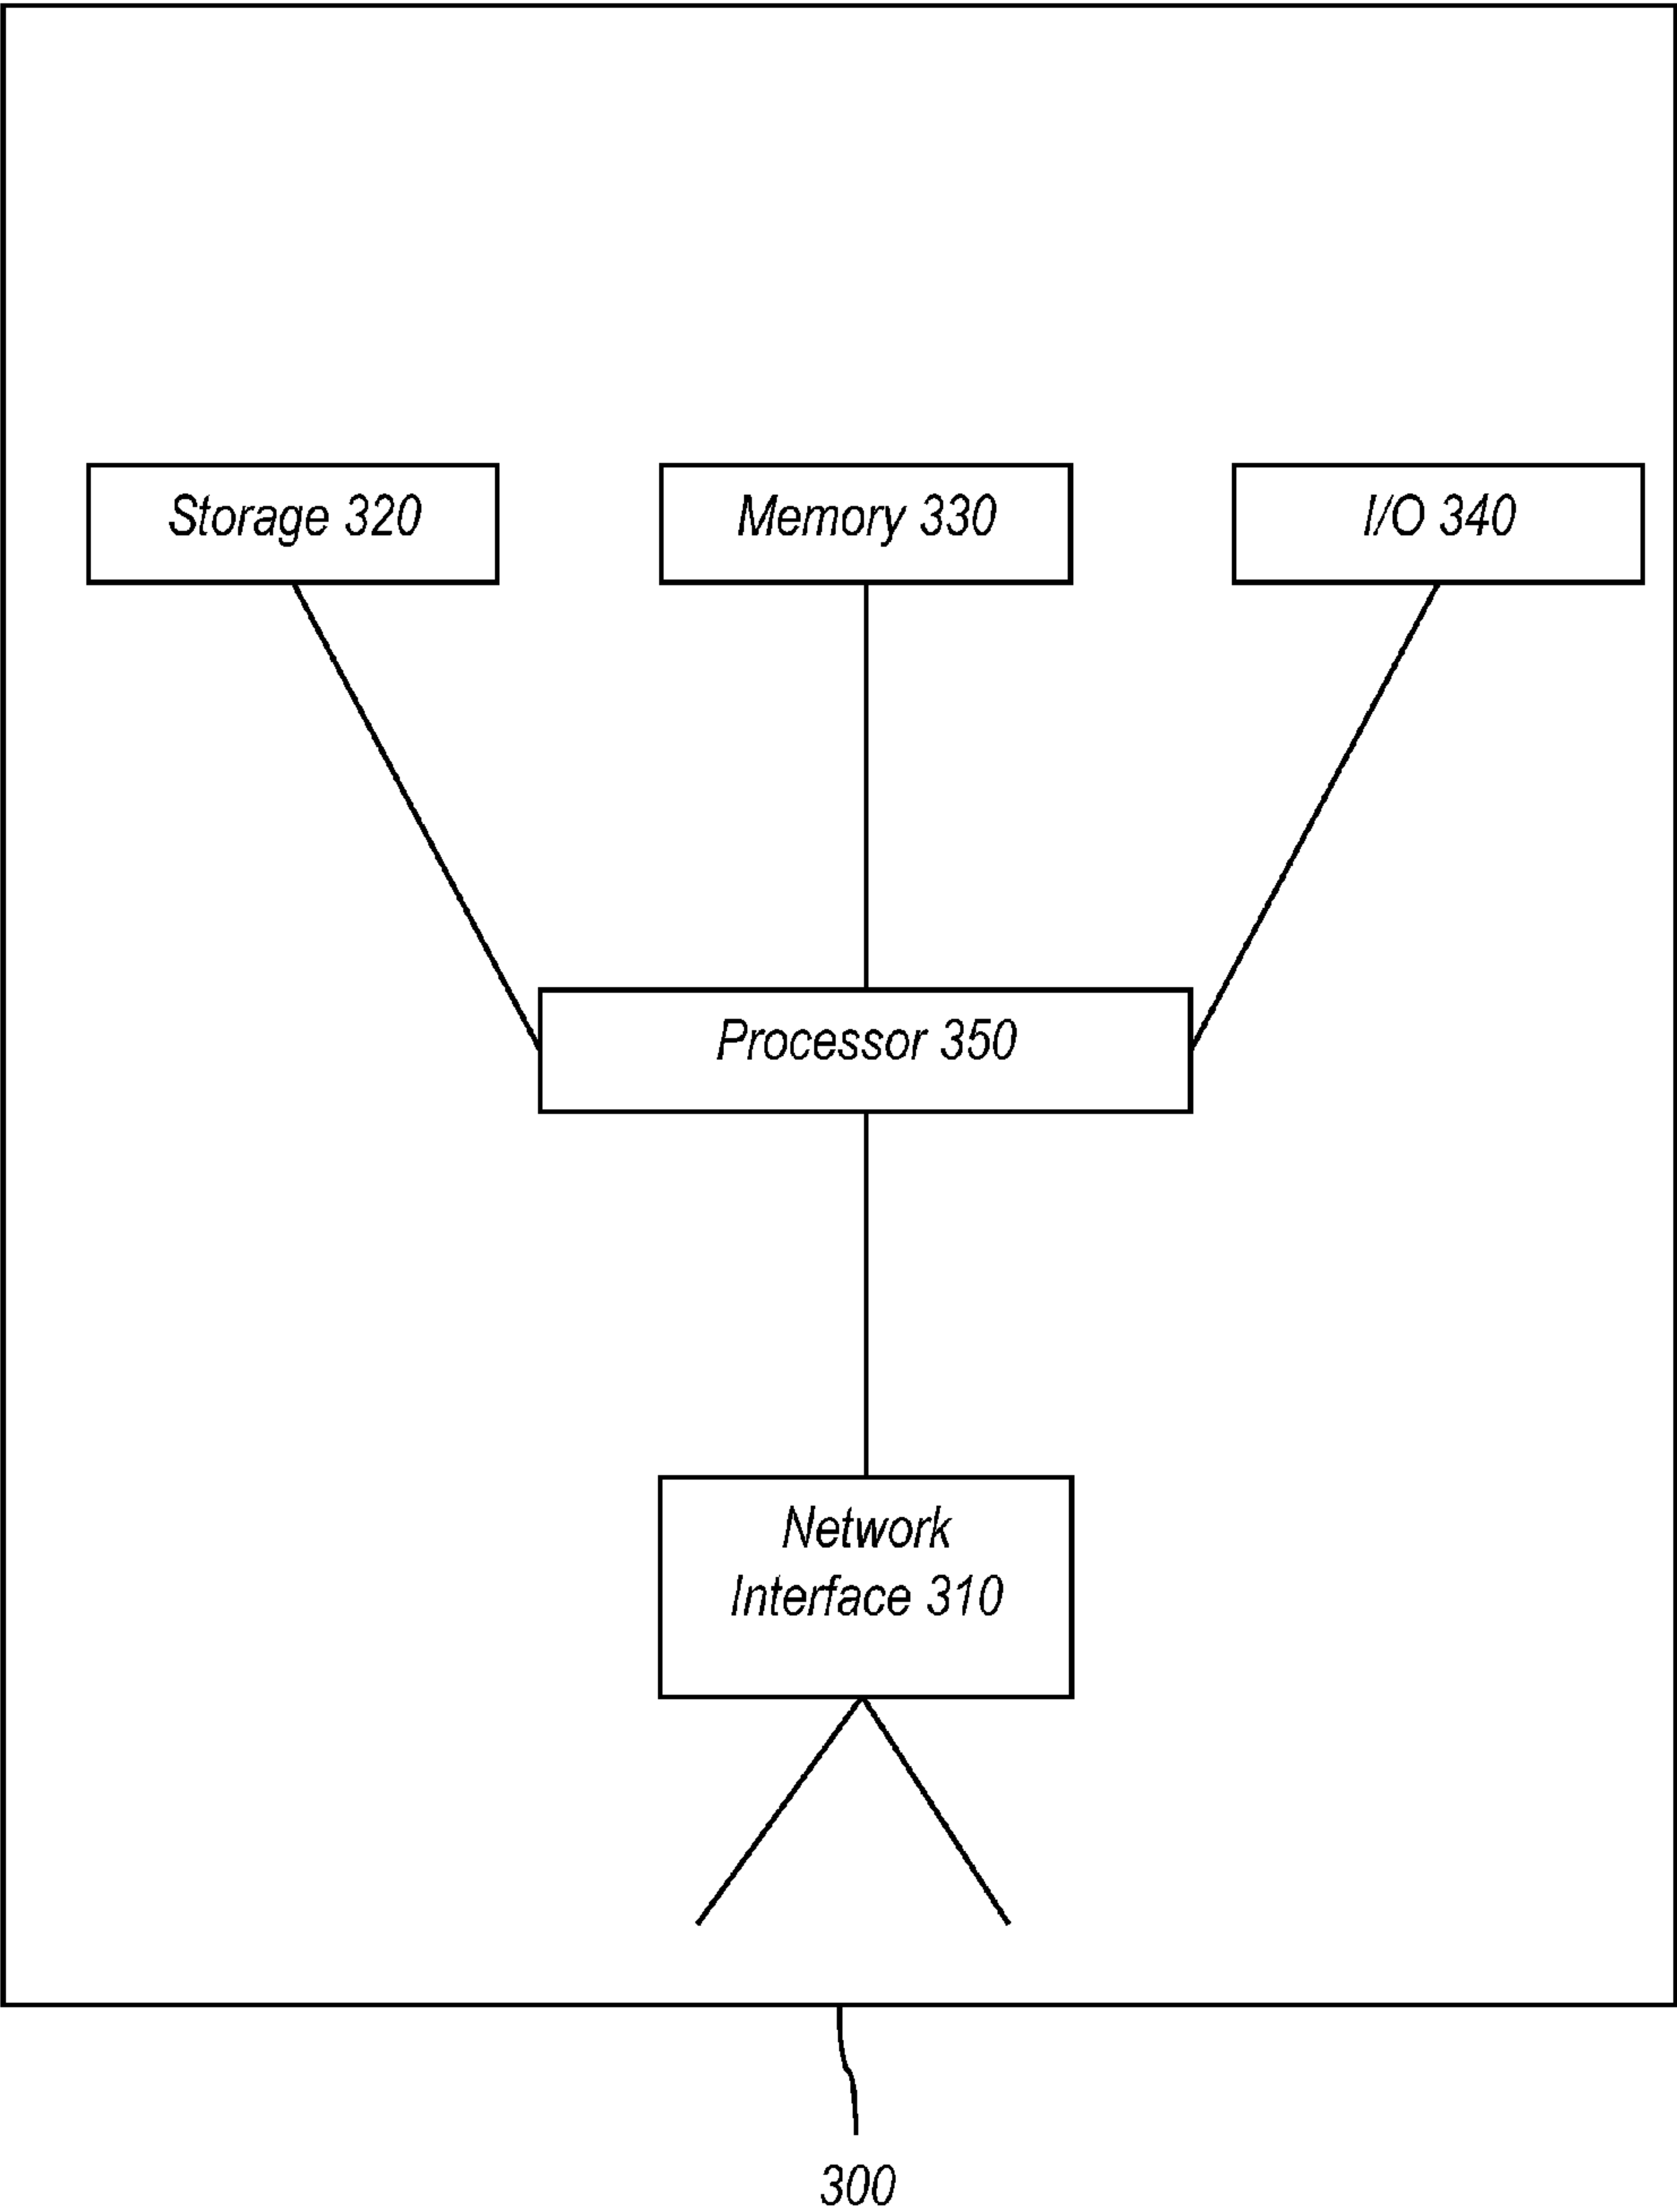 Storage 320
Memory 330
I/O 340
Processor 350
Network
Interface 310
300